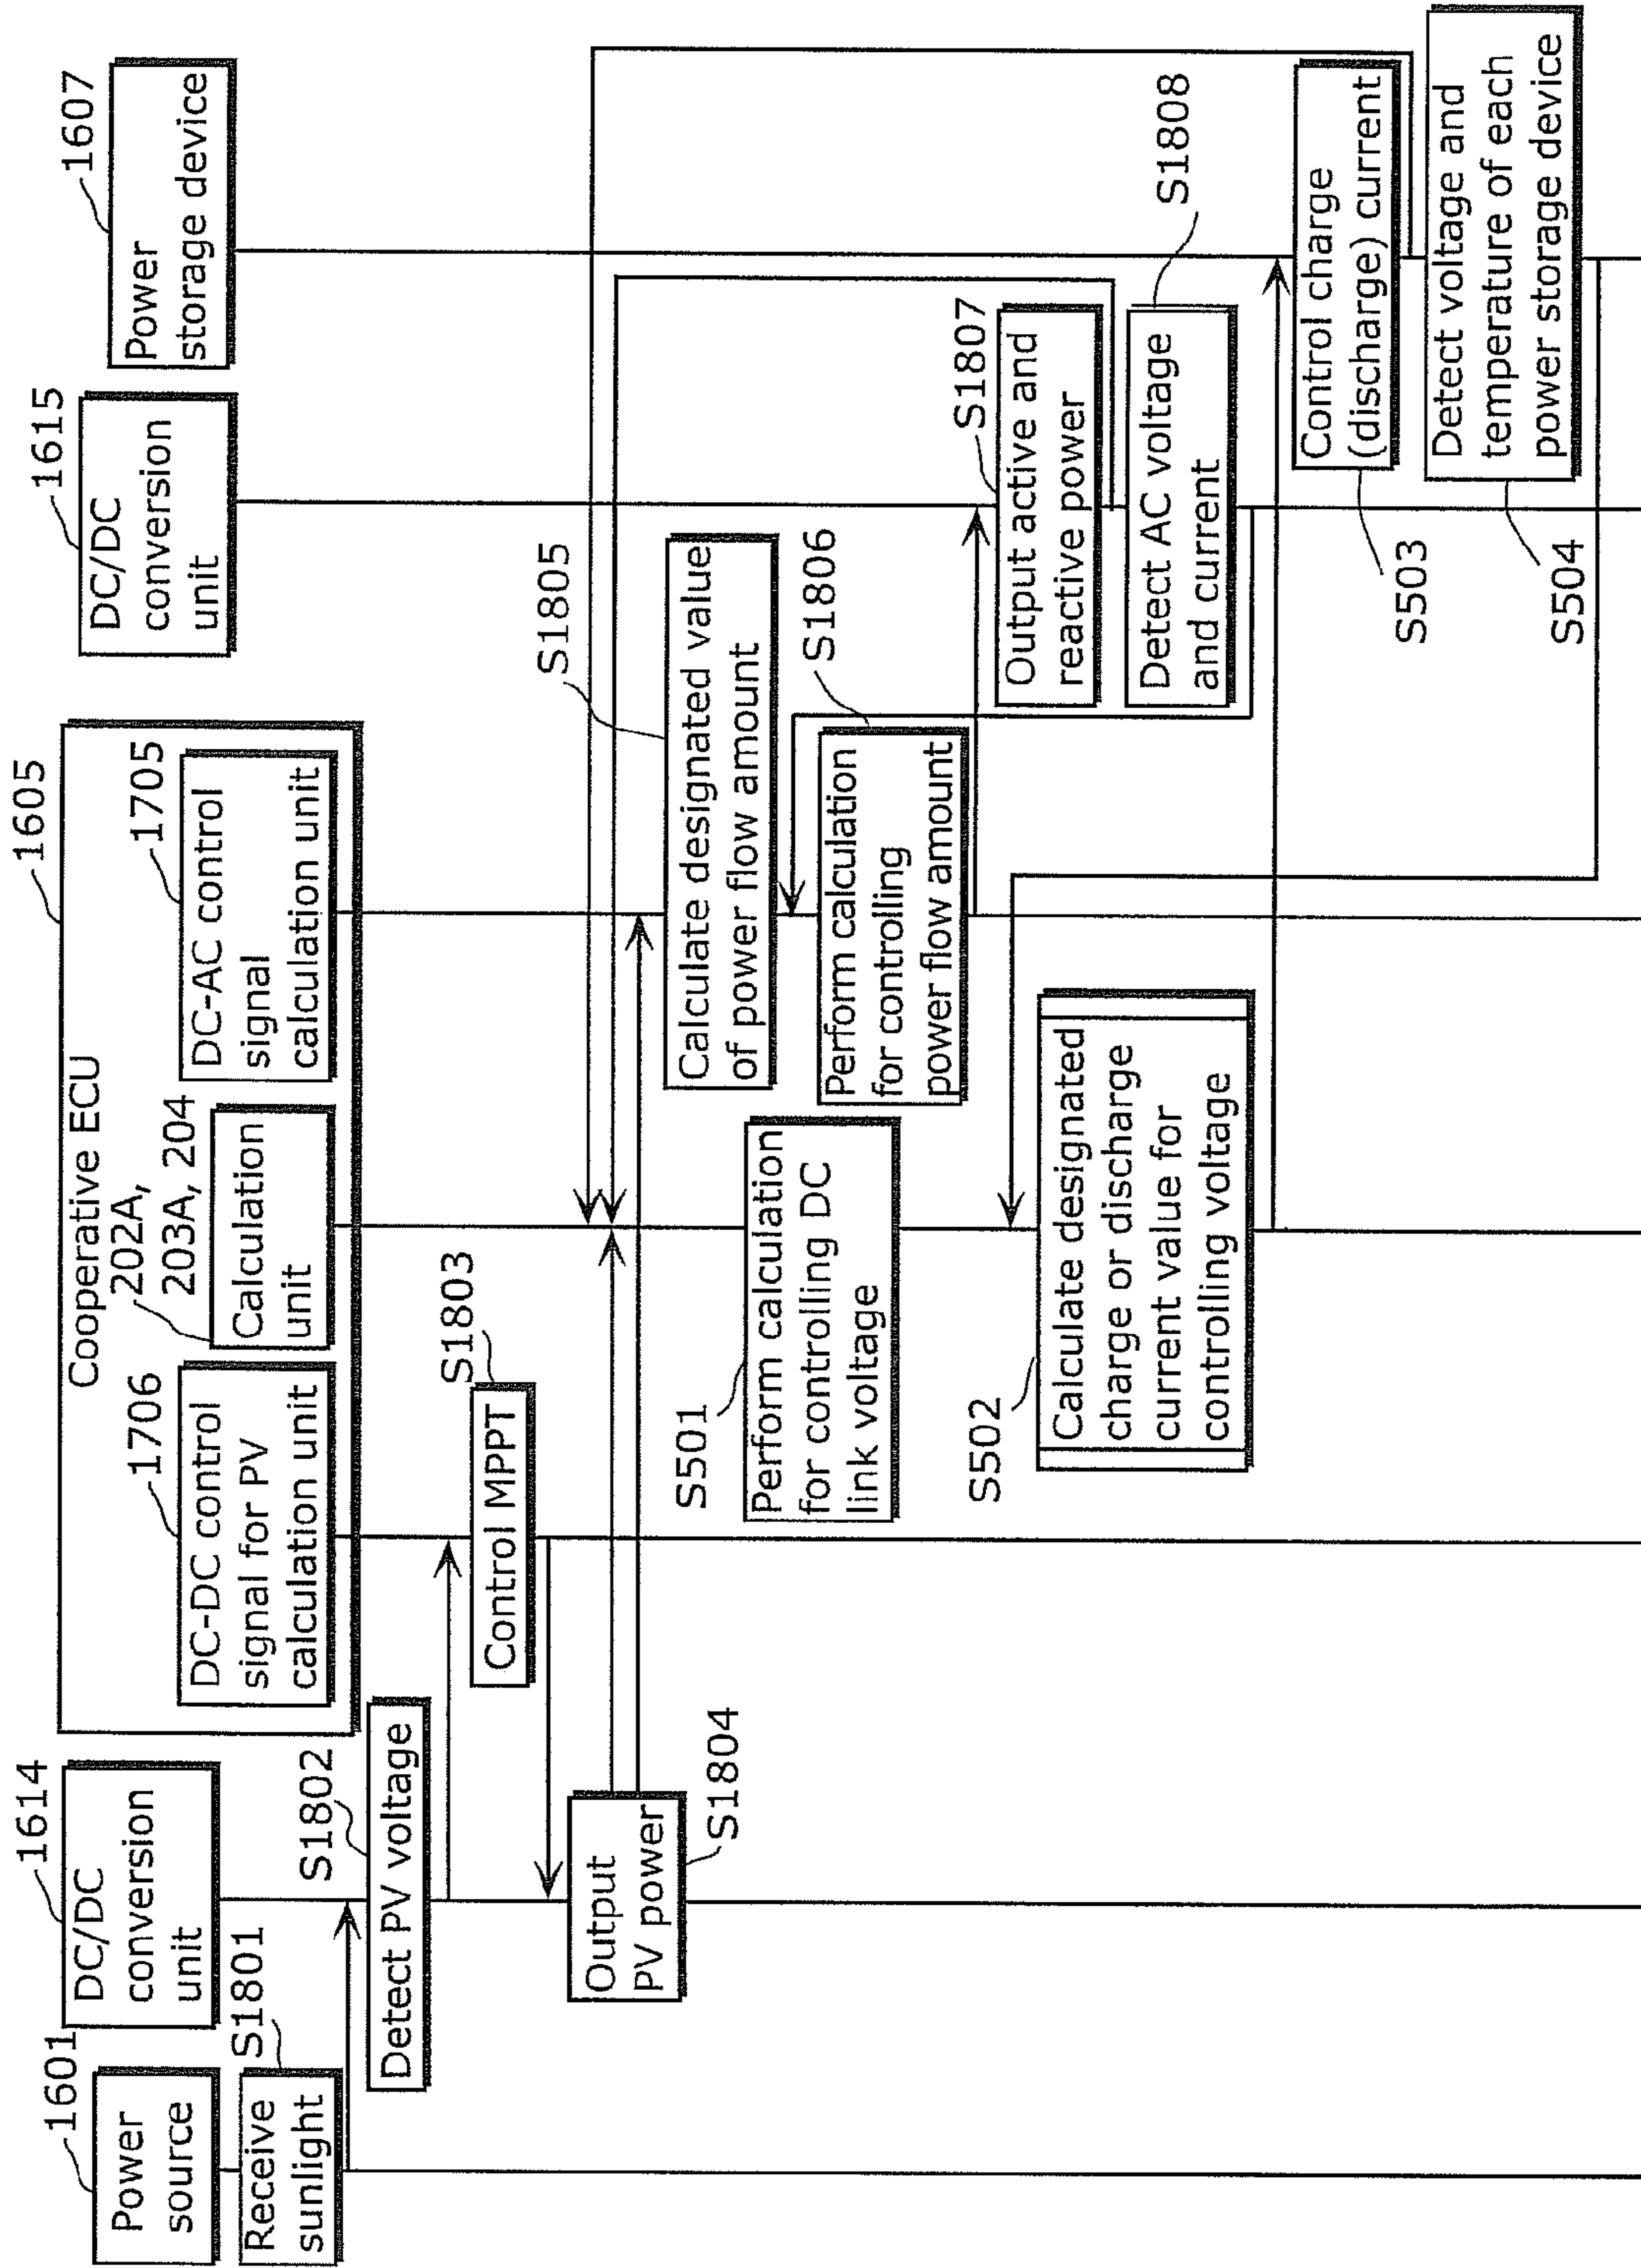 1601
Power
source
1614
DC/DC
conversion
unit
1605
Cooperative ECU
1706
DC-DC control
signal for PV
calculation unit
202A,
203A, 204
Calculation
unit
1705
DC-AC control
signal
calculation unit
1615
DC/DC
conversion
unit
1607
Power
storage device
S1801
Receive
sunlight
S1802
Detect PV voltage
S1803
Control MPPT
Output
PV power
S1804
S1805
Calculate designated value
of power flow amount
S501
Perform calculation
for controlling DC
link voltage
S1806
Perform calculation
for controlling
power flow amount
S1807
Output active and
reactive power
S1808
Detect AC voltage
and current
S502
Calculate designated
charge or discharge
current value for
controlling voltage
Control charge
(discharge) current
S503
Detect voltage and
temperature of each
power storage device
S504